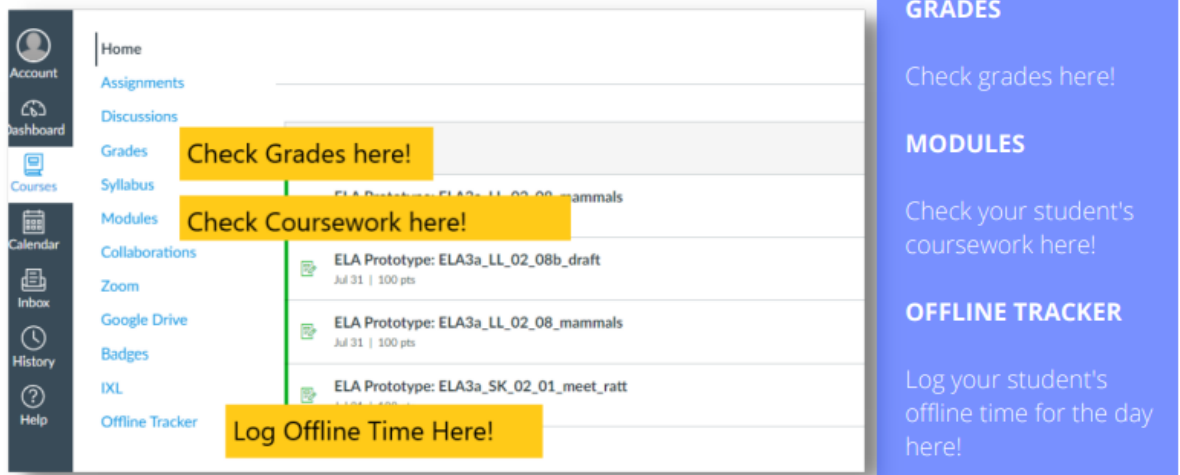 Account
Dashboard
Courses
Calendar
Inbox
History
Help
Home
Assignments
Discussions
Grades
Syllabus
Modules
Collaborations
Zoom
Google Drive
Badges
IXL
Offline Tracker
Check Grades here!
mammals
Check Coursework here!
ELA Prototype: ELA3a_LL_02_08b_draft
Jul 31 | 100 pts
ELA Prototype: ELA3a_LL_02_08_mammals
Jul 31 | 100 pts
ELA Prototype: ELA3a_SK_02_01_meet_ratt
Log Offline Time Here!
GRADES
Check grades here!
MODULES
Check your student's
coursework here!
OFFLINE TRACKER
Log your student's
offline time for the day
here!